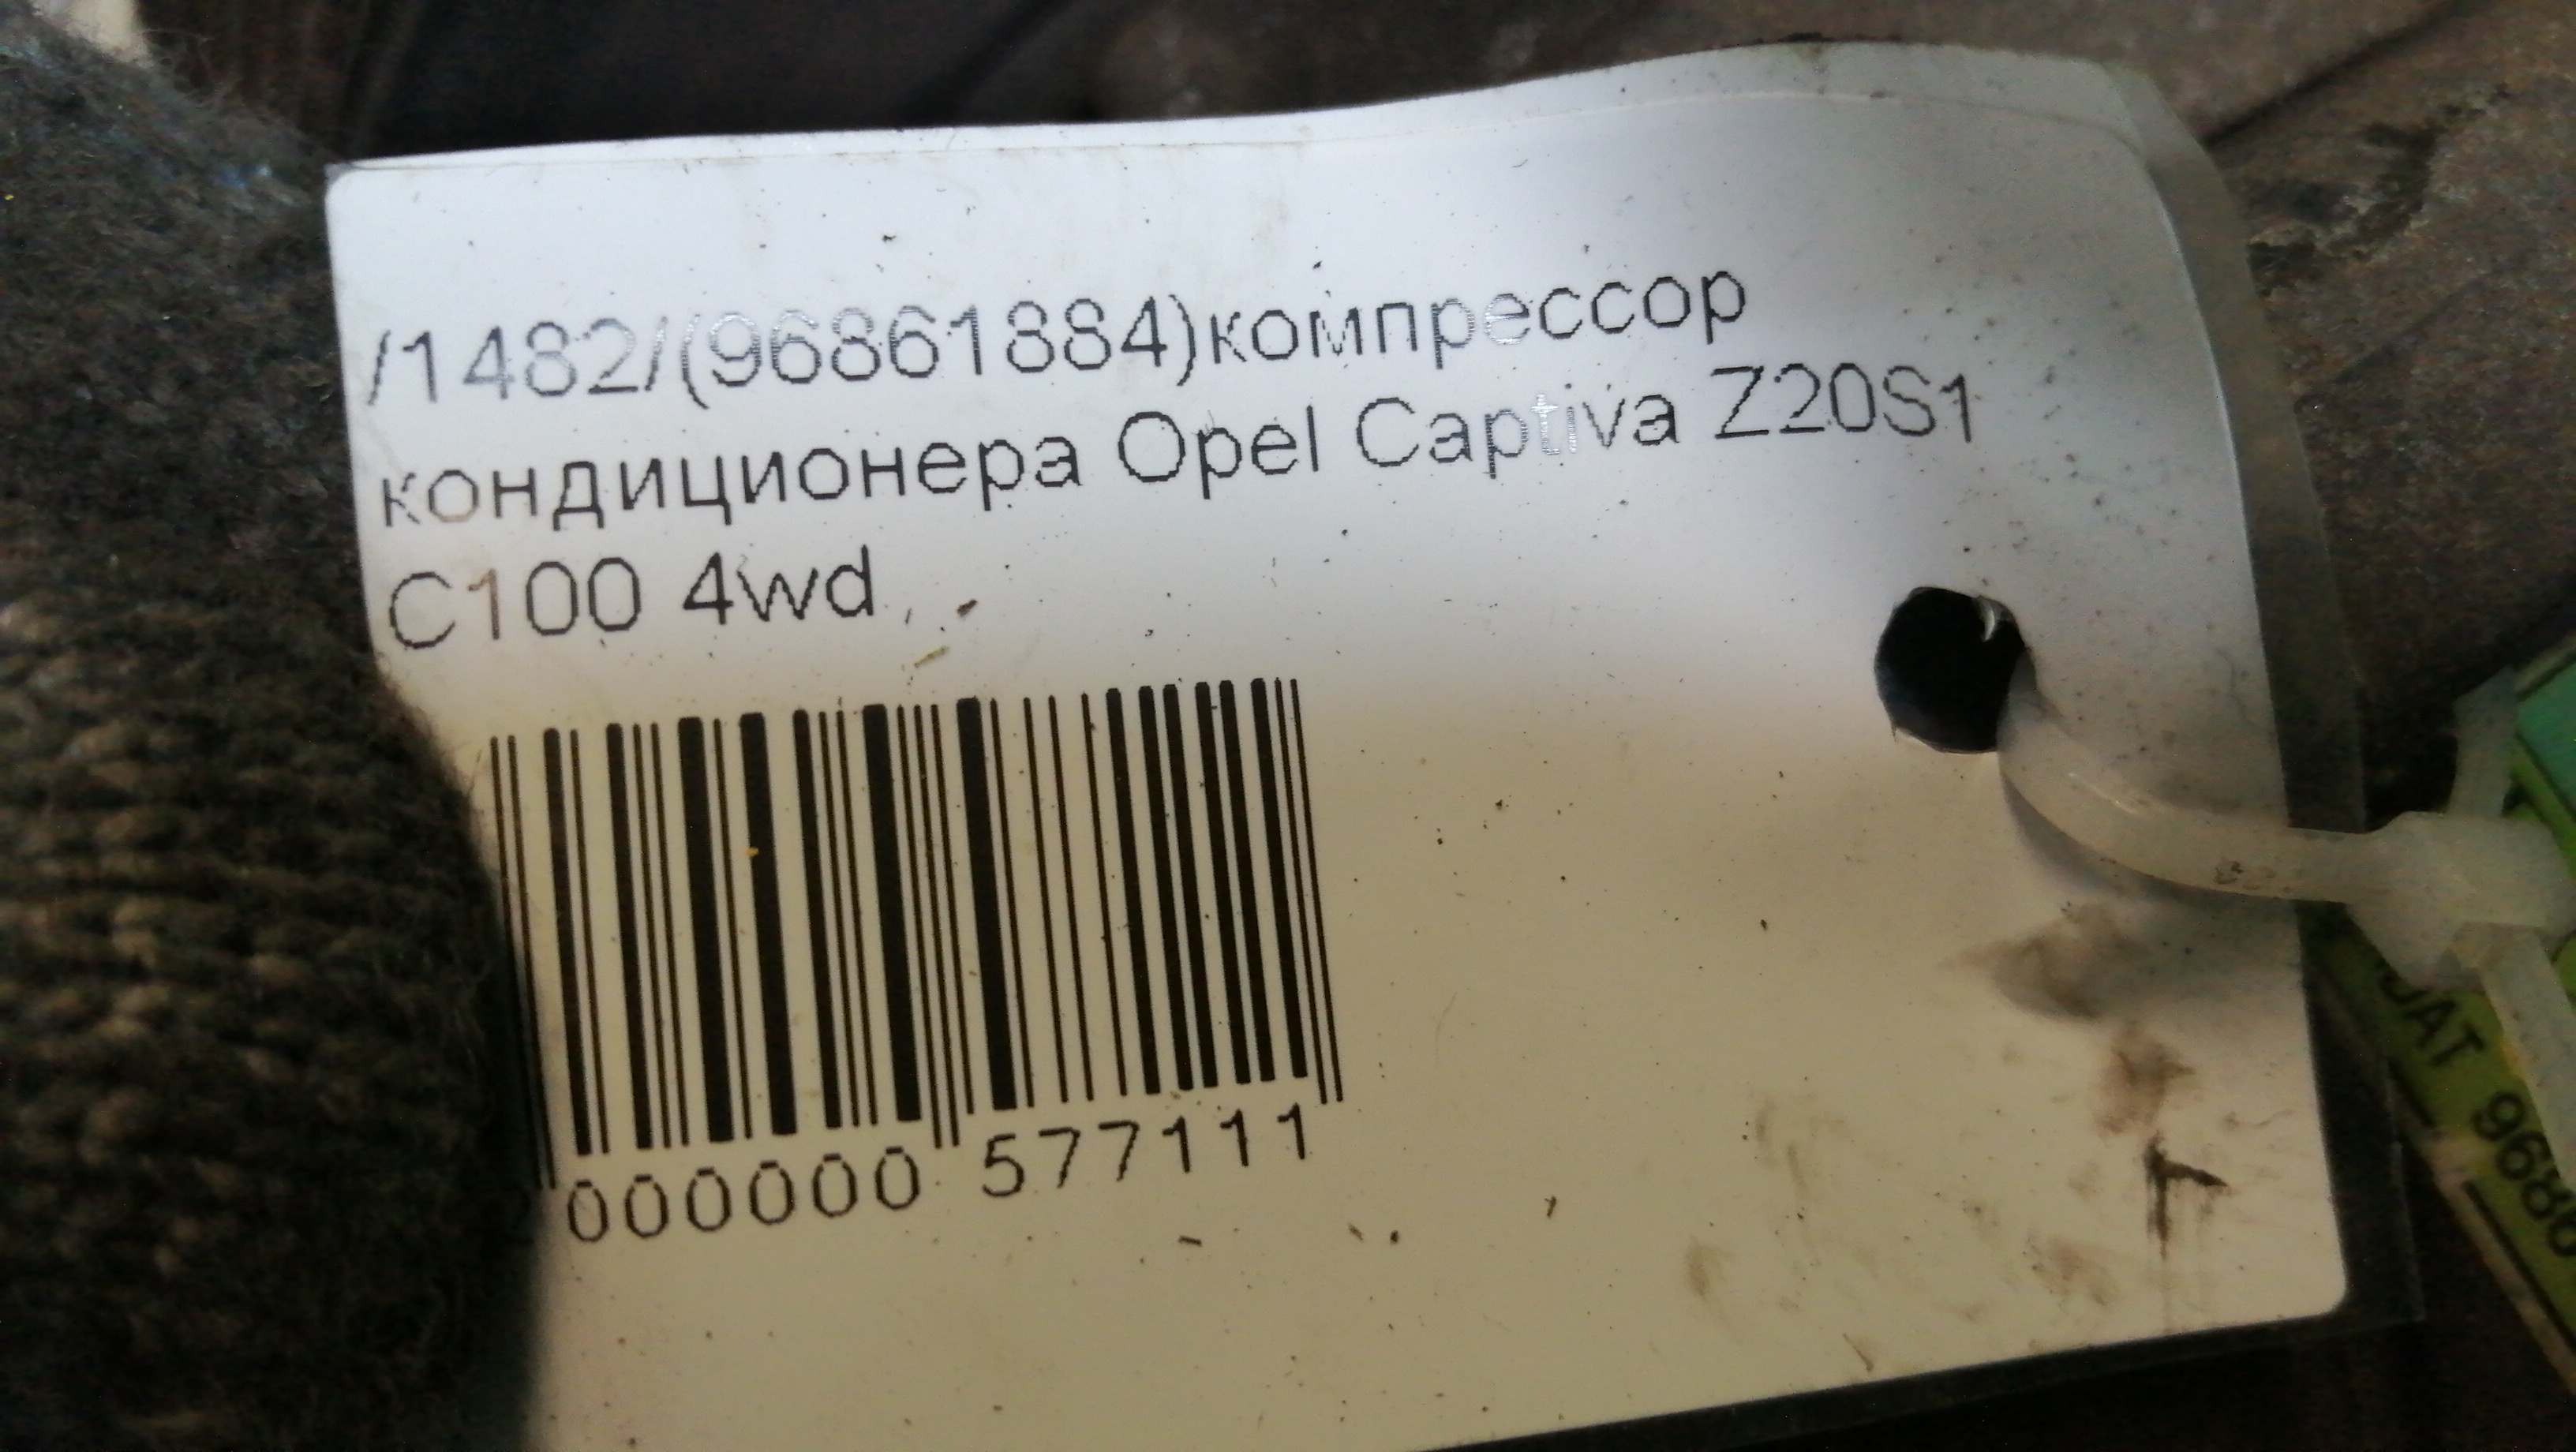 /1482/(96861884)компрессор
кондиционера Opel Captiva Z20S1
C100 4wd
000000 577111